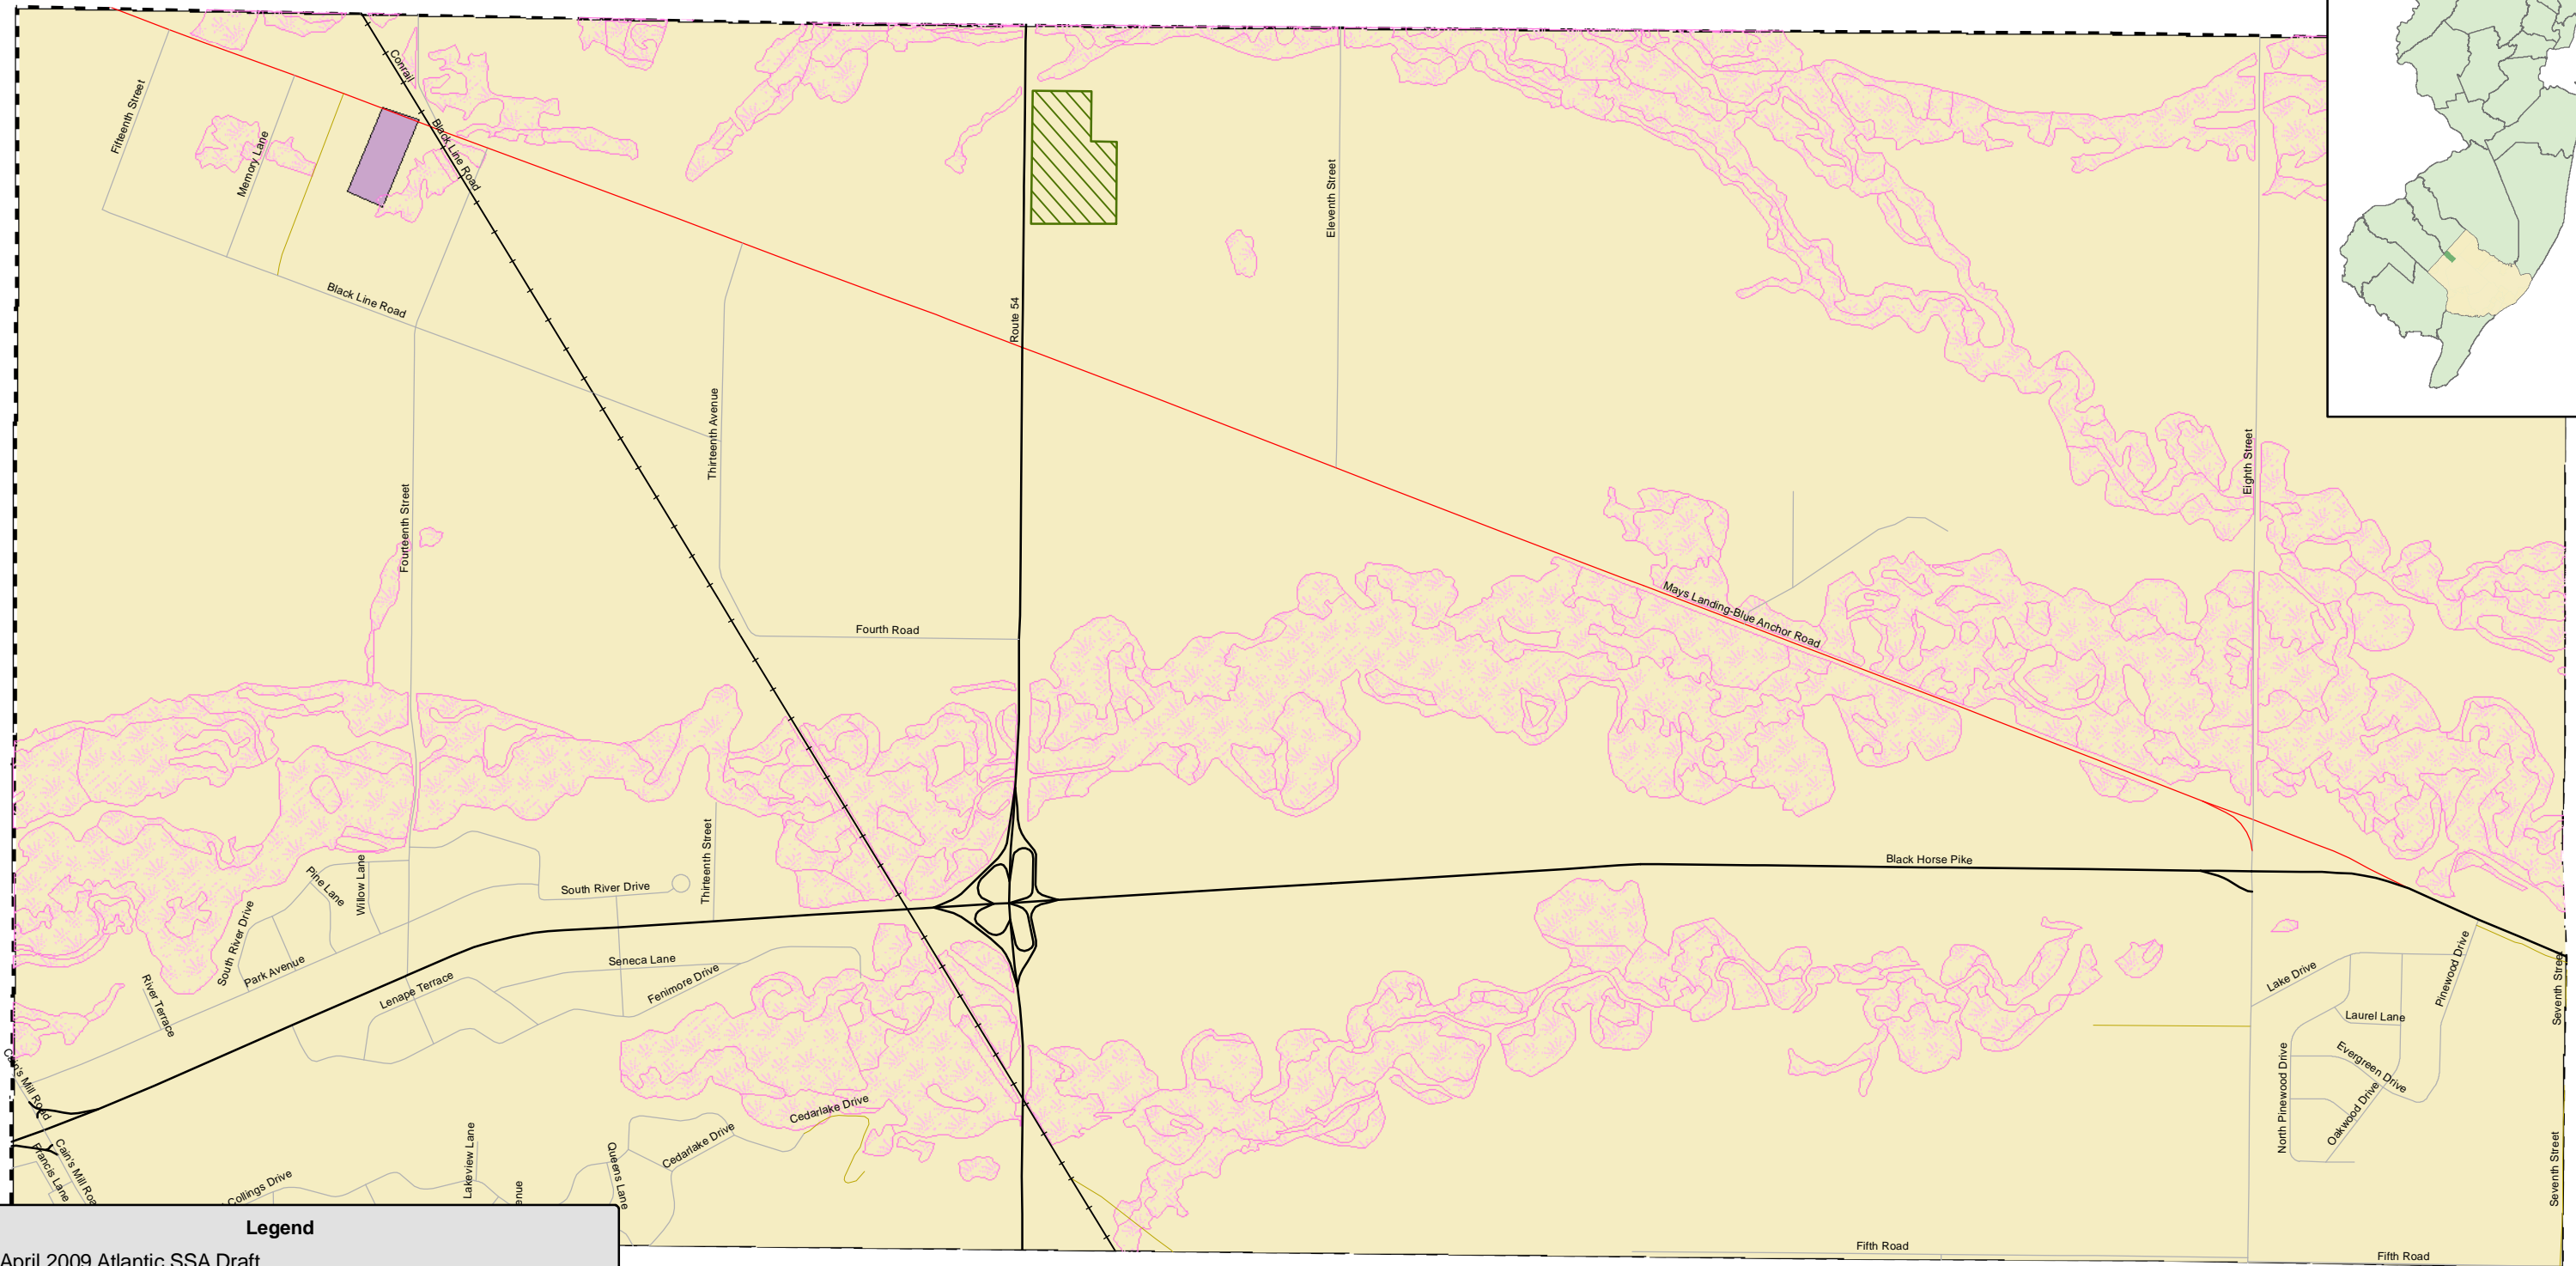 Conrail
Fifteenth Street
Memory Lane
Black Line Road
Black Line Road
Eleventh Street
Route 54
Thirteenth Avenue
Fourteenth Street
Eighth Street
Fourth Road
Mays Landing-Blue Anchor Road
Black Horse Pike
Thirteenth Street
South River Drive
Willow Lane
Pine Lane
South River Drive
Park Avenue
River Terrace
Lenape Terrace
Seneca Lane
Fenimore Drive
Cedarlake Drive
Cedarlake Drive
Queens Lane
Lakeview Lane
enue
Collings Drive
Cain's Mill Road
Cain's Mill Roa
Francis Lane
Lake Drive
Pinewood Drive
Laurel Lane
Evergreen Drive
Oakwood Drive
North Pinewood Drive
Seventh Street
Seventh Street
Fifth Road
Fifth Road
Legend
April 2009 Atlantic SSA Draft